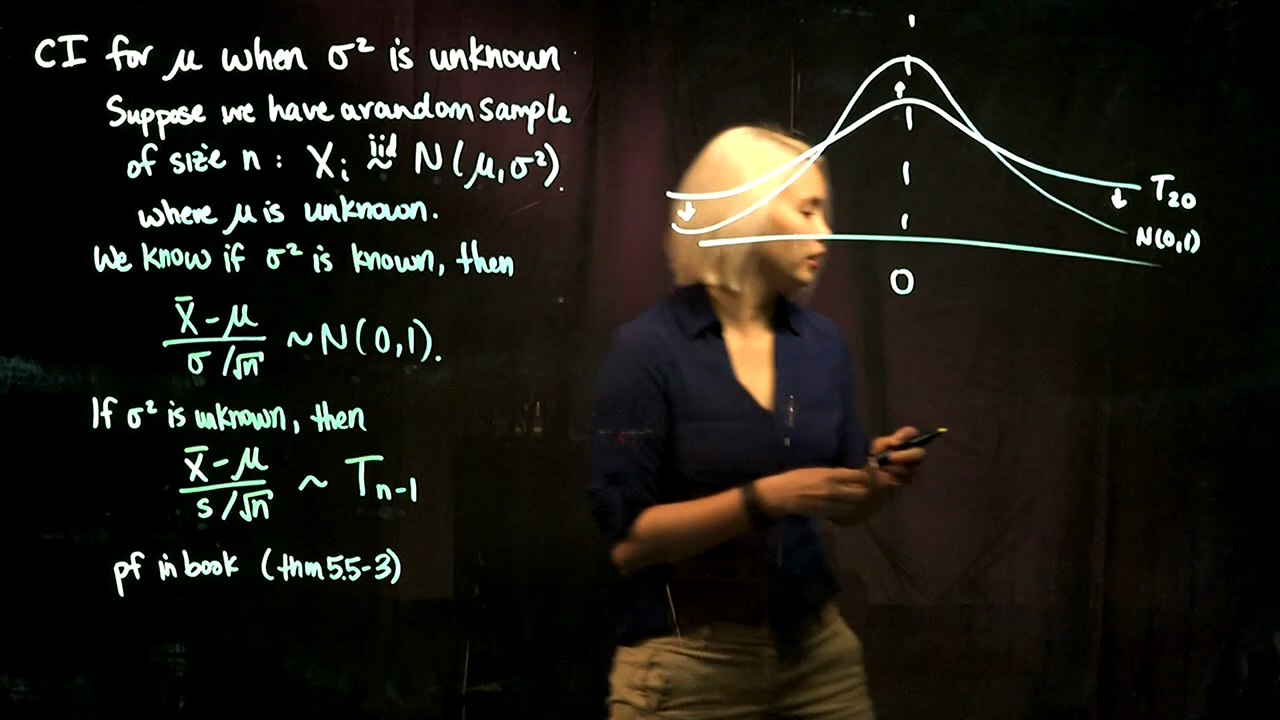 CI for μ when σ² is unknown
Suppose we have a random sample
of size n : Xᵢ iid ~ N(μ, σ²).
where μ is unknown.
We know if σ² is known, then
X̄ - μ
σ /√n
~ N(0,1).
If σ² is unknown, then
X̄ - μ
s /√n
~ Tₙ₋₁
pf in book (thm 5.5-3)
T₂₀
N(0,1)
0